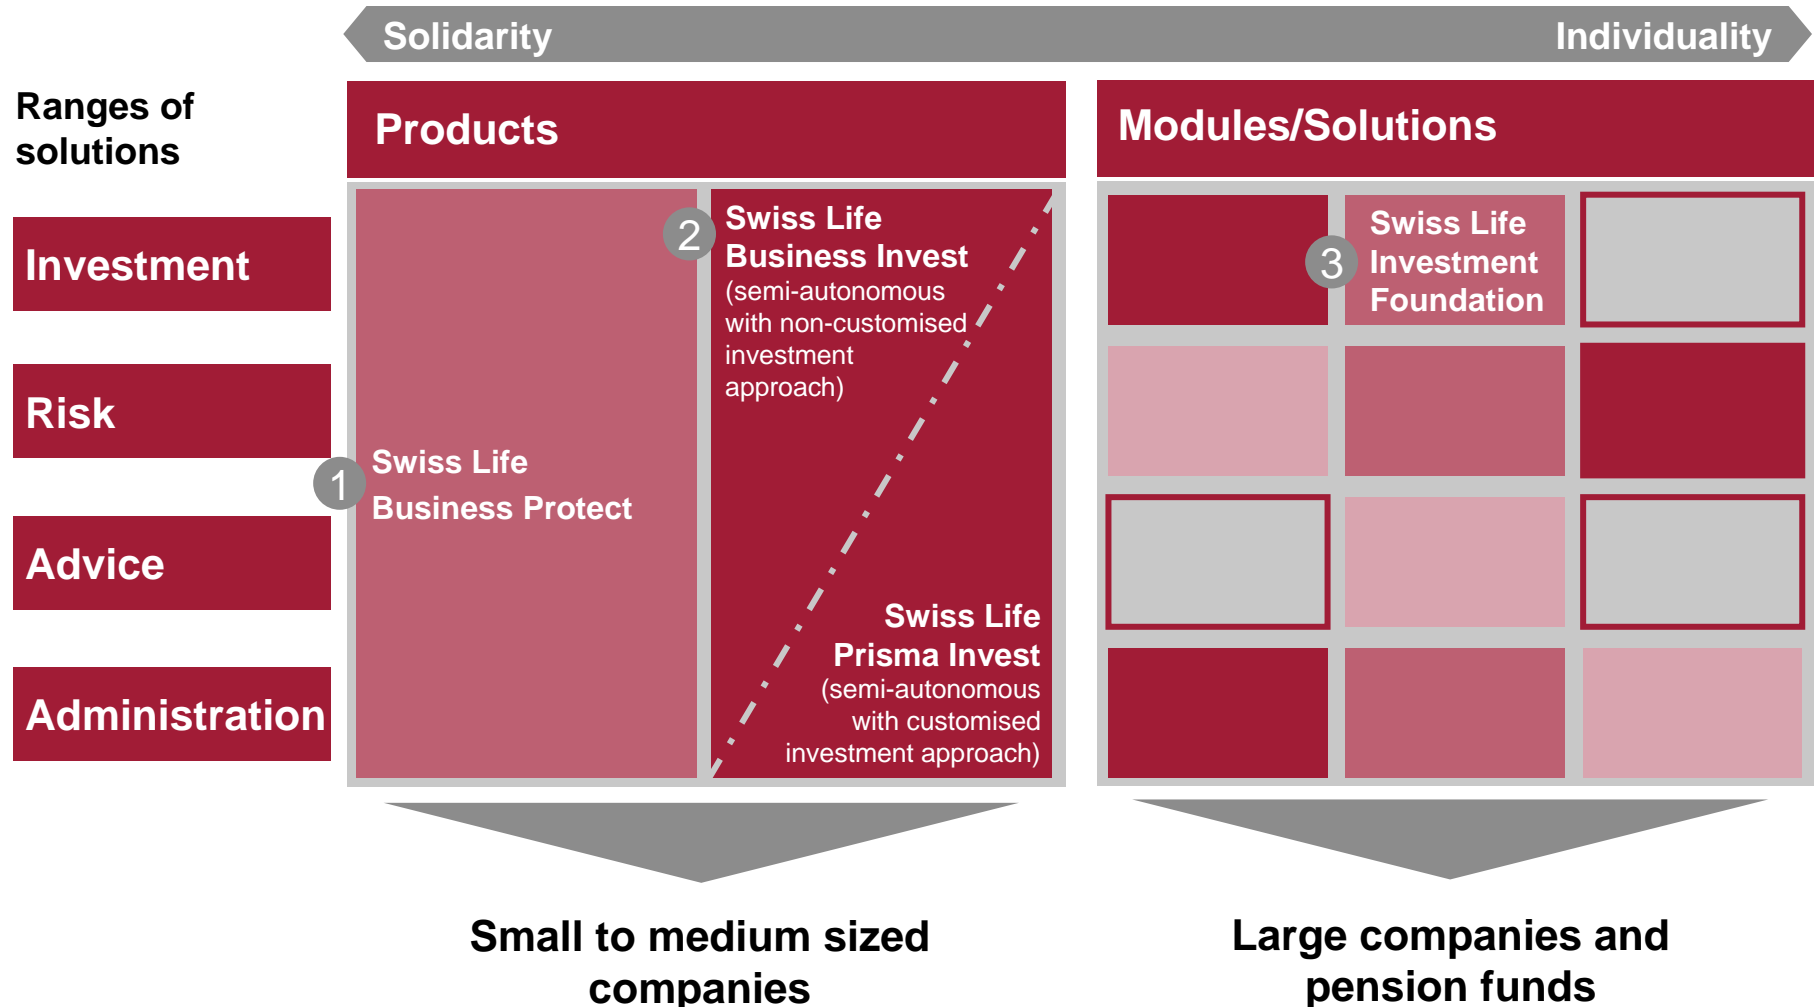 Solidarity
Individuality
Ranges of
solutions
Products
Modules/Solutions
Investment
Risk
Advice
Administration
1
Swiss Life
Business Protect
2
Swiss Life
Business Invest
(semi-autonomous
with non-customised
investment
approach)
Swiss Life
Prisma Invest
(semi-autonomous
with customised
investment approach)
3
Swiss Life
Investment
Foundation
Small to medium sized
companies
Large companies and
pension funds